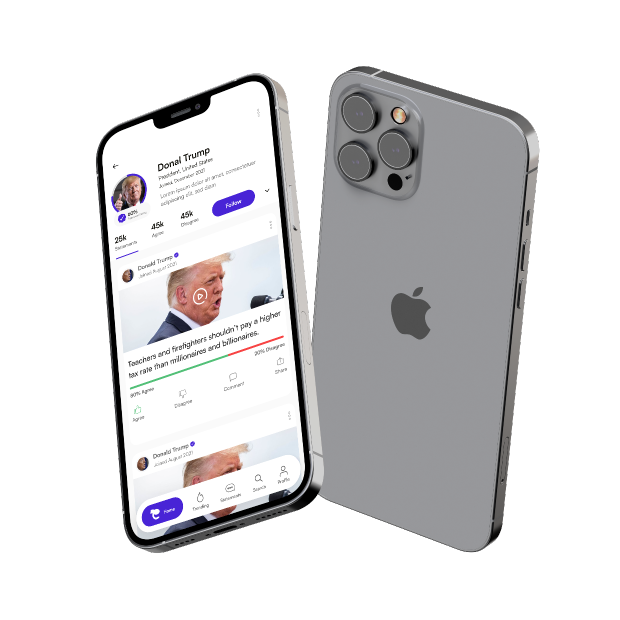 Donal Trump
President, United States
Joined, November 2021
Lorem ipsum dolor sit amet, consectetur
adipiscing elit, sed diam
80%
25k
Statements
45k
Agree
45k
Disagree
Follow
Donald Trump
Joined August 2021
Teachers and firefighters shouldn't pay a higher
tax rate than millionaires and billionaires.
80% Agree
20% Disagree
Agree
Disagree
Comment
Share
Donald Trump
Joined August 2021
Home
Trending
Statements
Search
Profile